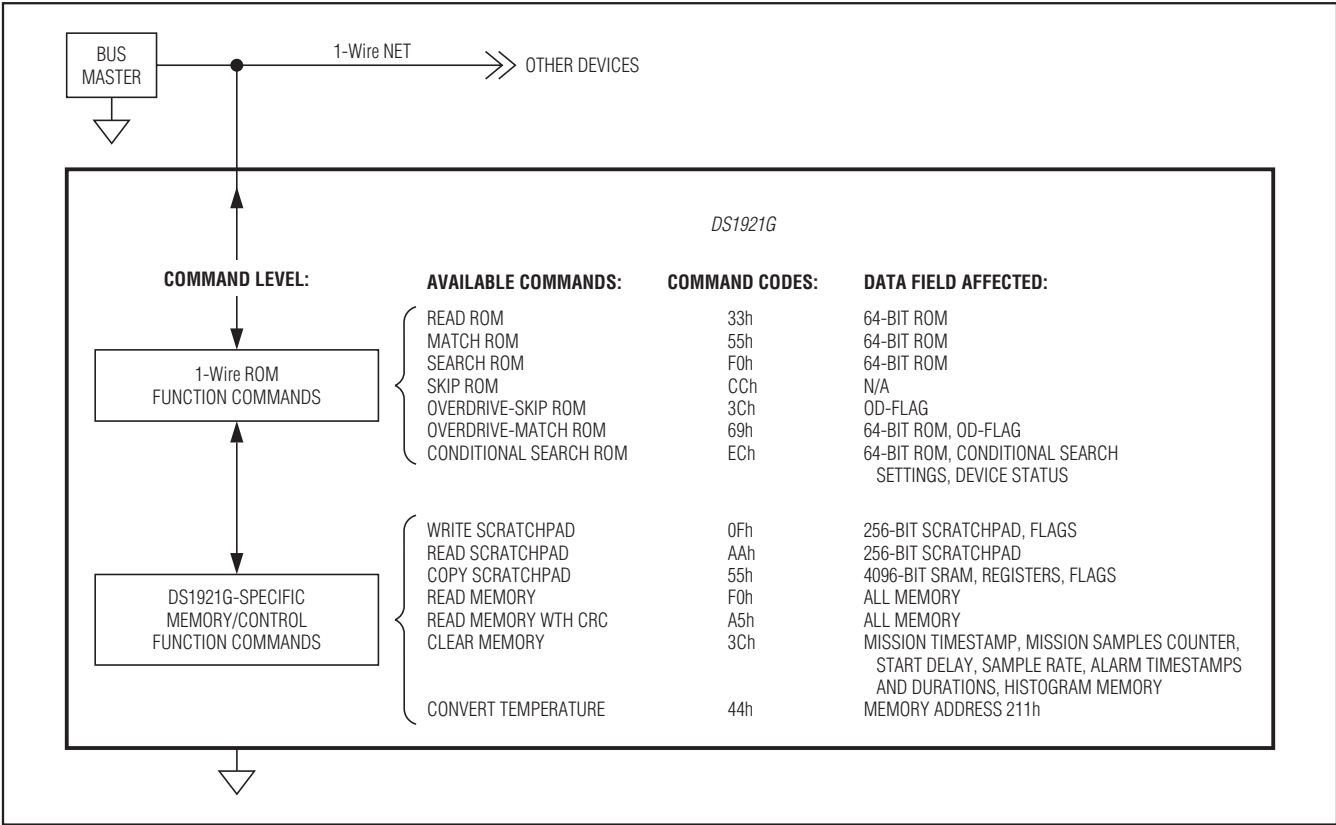 BUS
MASTER
1-Wire NET
OTHER DEVICES
DS1921G
COMMAND LEVEL: AVAILABLE COMMANDS: COMMAND CODES: DATA FIELD AFFECTED:
1-Wire ROM
FUNCTION COMMANDS
READ ROM 33h 64-BIT ROM
MATCH ROM 55h 64-BIT ROM
SEARCH ROM F0h 64-BIT ROM
SKIP ROM CCh N/A
OVERDRIVE-SKIP ROM 3Ch OD-FLAG
OVERDRIVE-MATCH ROM 69h 64-BIT ROM, OD-FLAG
CONDITIONAL SEARCH ROM ECh 64-BIT ROM, CONDITIONAL SEARCH
SETTINGS, DEVICE STATUS
DS1921G-SPECIFIC
MEMORY/CONTROL
FUNCTION COMMANDS
WRITE SCRATCHPAD 0Fh 256-BIT SCRATCHPAD, FLAGS
READ SCRATCHPAD AAh 256-BIT SCRATCHPAD
COPY SCRATCHPAD 55h 4096-BIT SRAM, REGISTERS, FLAGS
READ MEMORY F0h ALL MEMORY
READ MEMORY WTH CRC A5h ALL MEMORY
CLEAR MEMORY 3Ch MISSION TIMESTAMP, MISSION SAMPLES COUNTER,
START DELAY, SAMPLE RATE, ALARM TIMESTAMPS
AND DURATIONS, HISTOGRAM MEMORY
CONVERT TEMPERATURE 44h MEMORY ADDRESS 211h